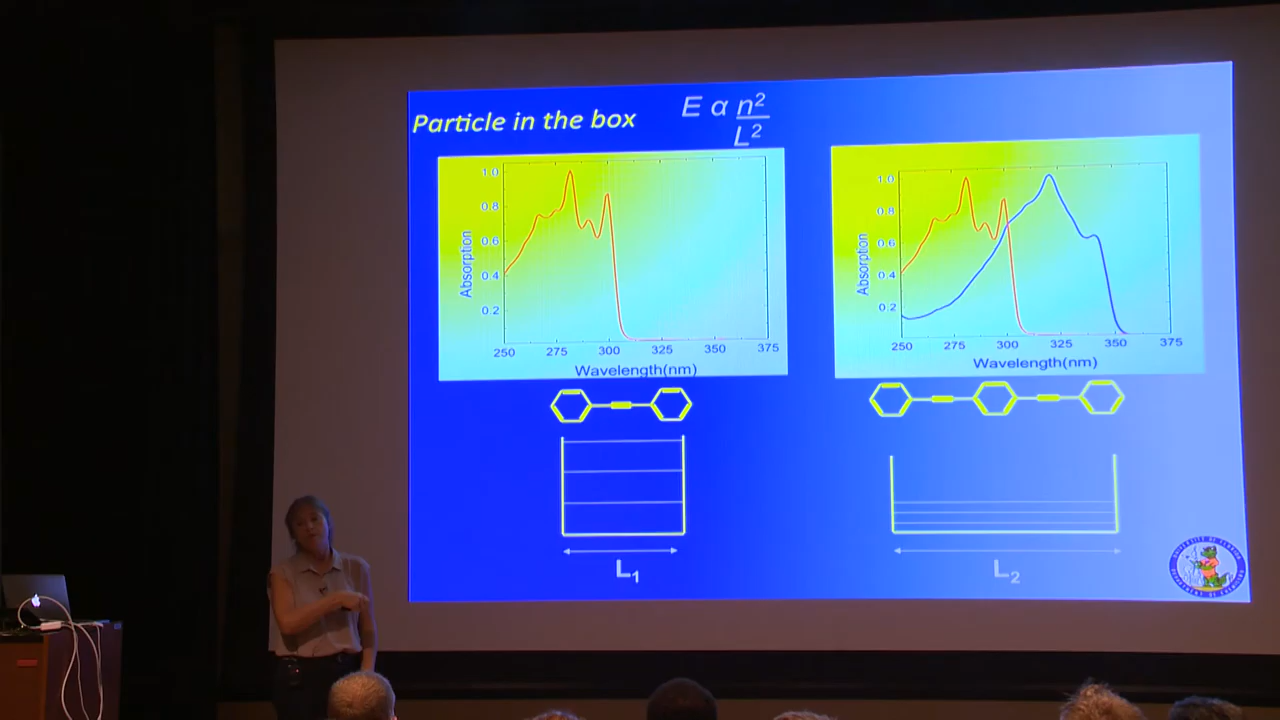 Particle in the box
E α n²
L²
1.0
0.8
0.6
0.4
0.2
Absorption
250 275 300 325 350 375
Wavelength(nm)
1.0
0.8
0.6
0.4
0.2
Absorption
250 275 300 325 350 375
Wavelength(nm)
L₁
L₂